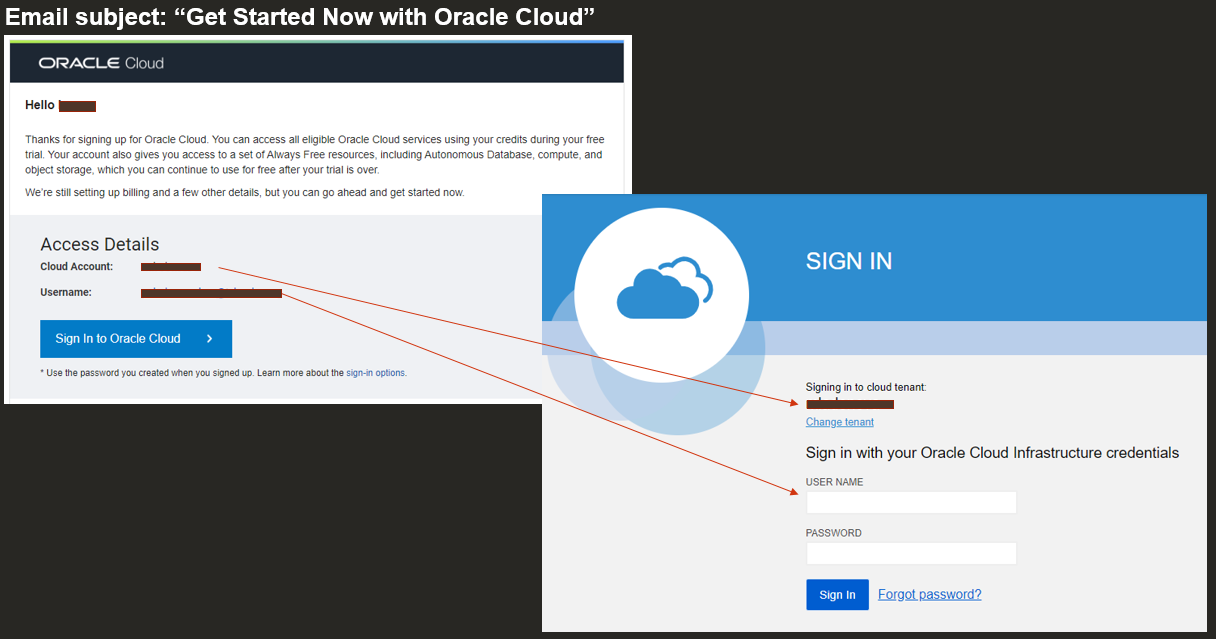 Email subject: “Get Started Now with Oracle Cloud”
ORACLE Cloud
Hello
Thanks for signing up for Oracle Cloud. You can access all eligible Oracle Cloud services using your credits during your free
trial. Your account also gives you access to a set of Always Free resources, including Autonomous Database, compute, and
object storage, which you can continue to use for free after your trial is over.
We're still setting up billing and a few other details, but you can go ahead and get started now.
Access Details
Cloud Account:
Username:
Sign In to Oracle Cloud
* Use the password you created when you signed up. Learn more about the sign-in options.
SIGN IN
Signing in to cloud tenant:
Change tenant
Sign in with your Oracle Cloud Infrastructure credentials
USER NAME
PASSWORD
Sign In Forgot password?